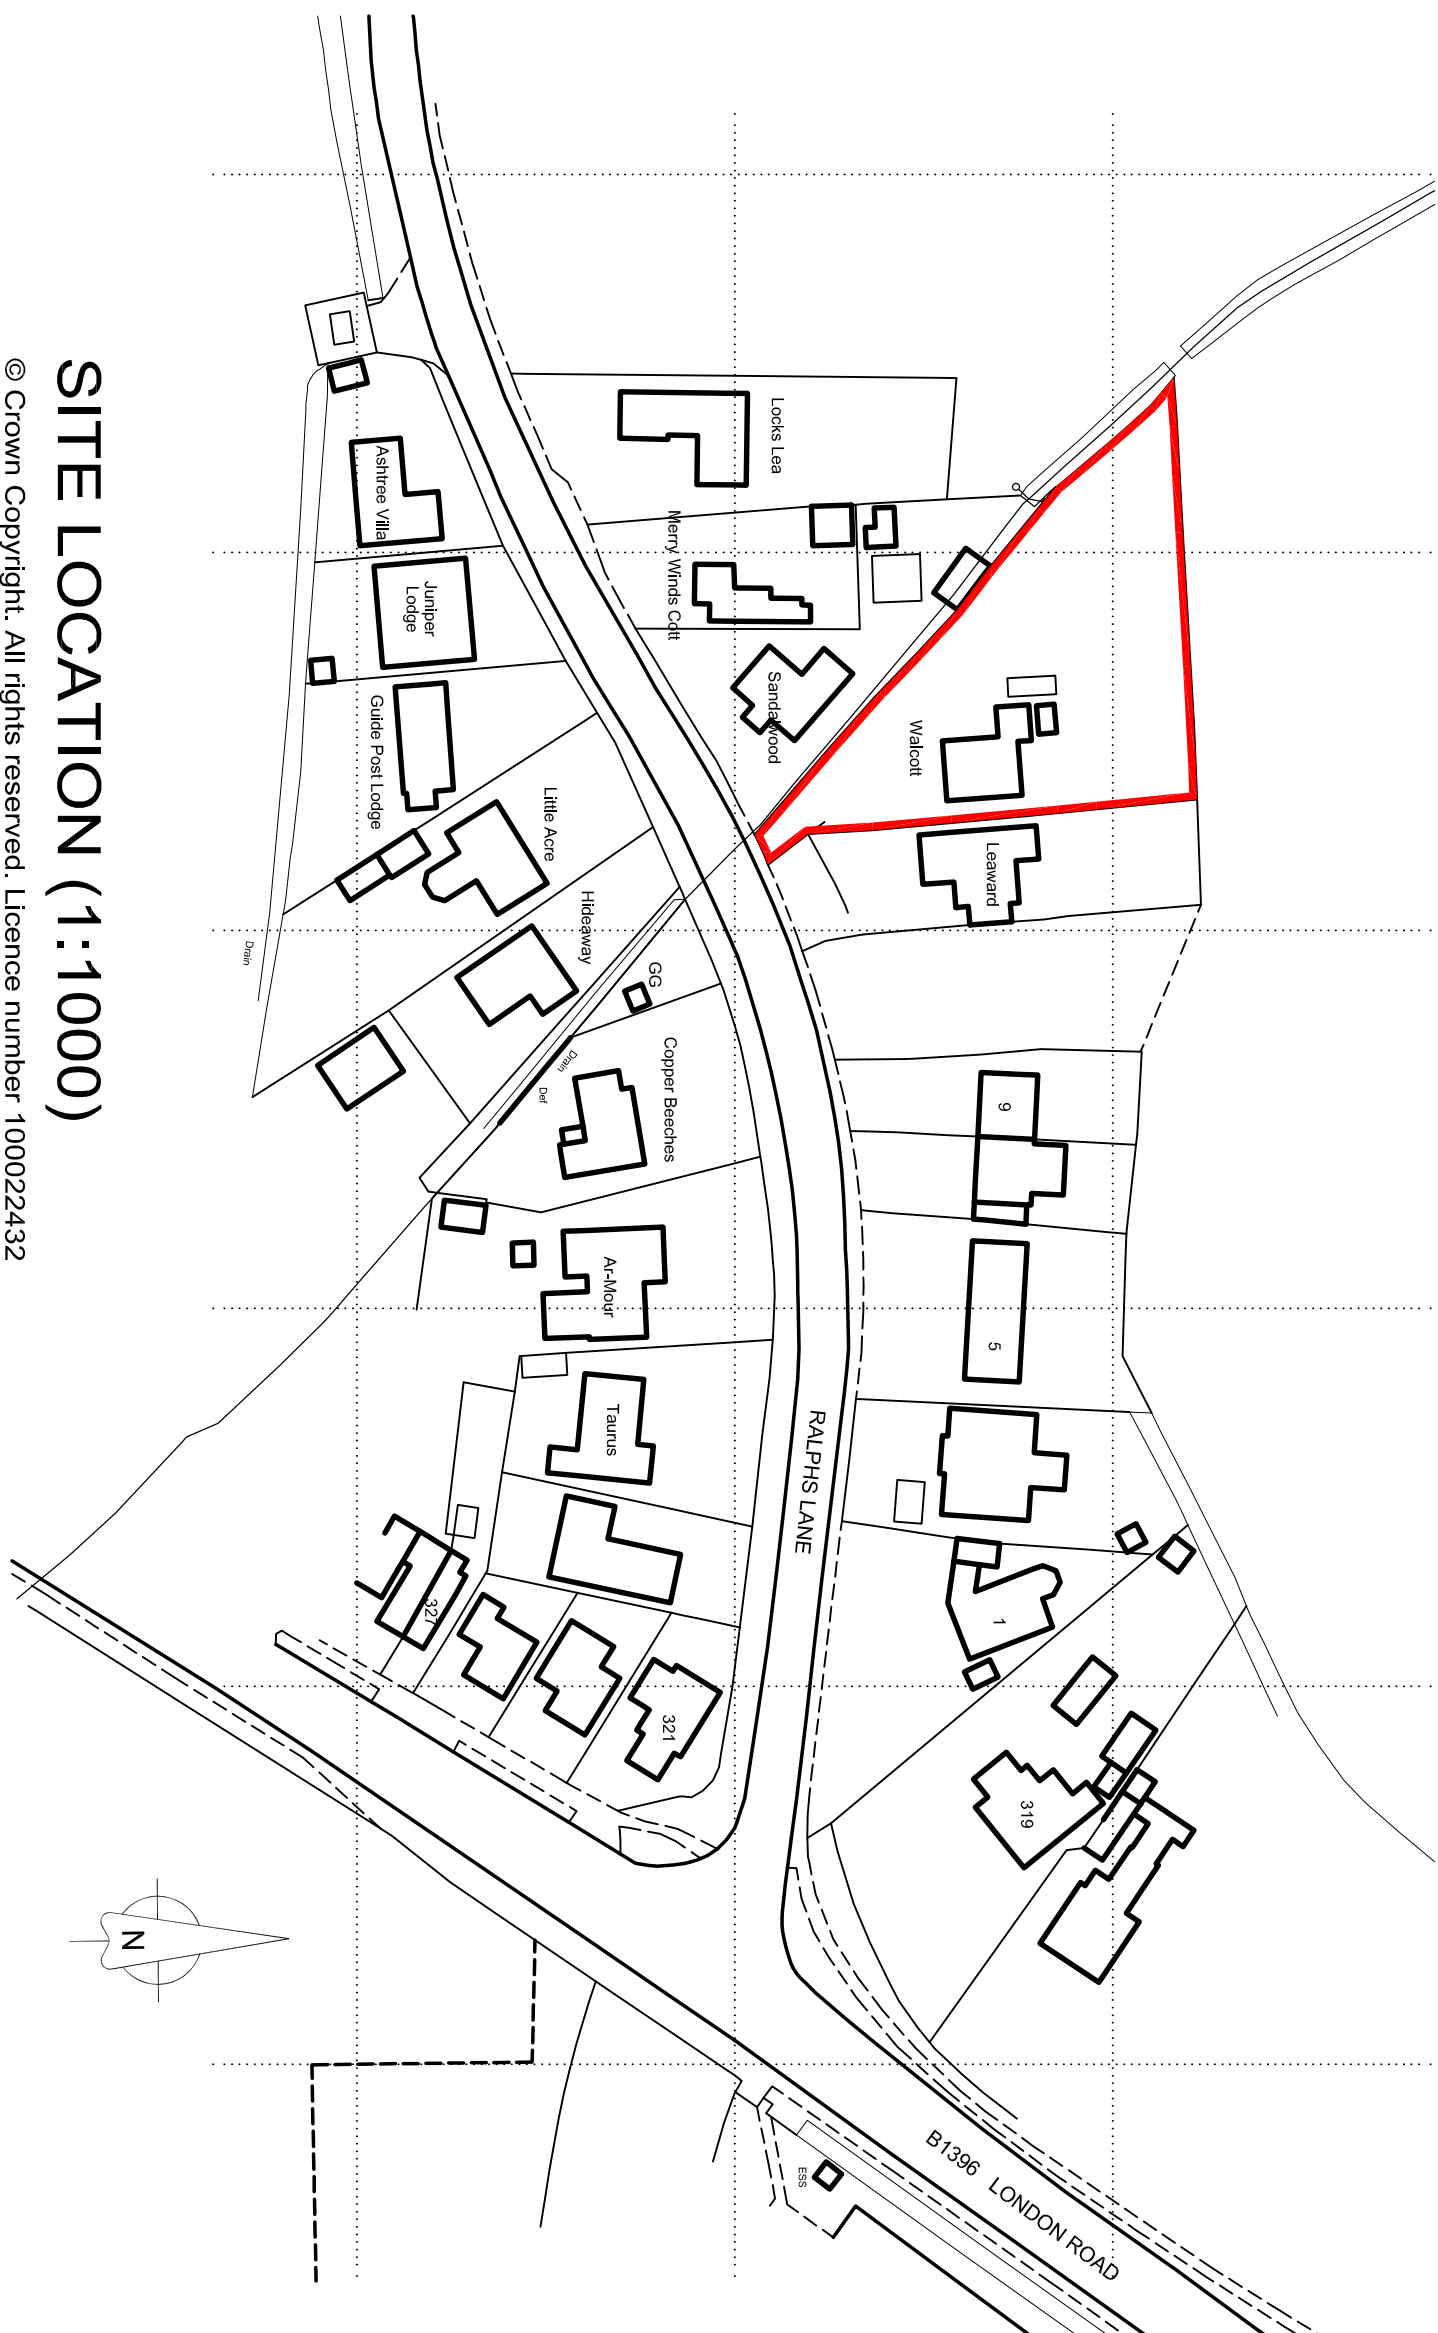 Locks Lea
Merry Winds Cott
Sandalwood
Walcott
Leaward
Ashtree Villa
Juniper
Lodge
Guide Post Lodge
Little Acre
Hideaway
GG
Drain
Drain
Def
Copper Beeches
Ar-Mour
Taurus
RALPHS LANE
9
5
1
327
321
319
B1396 LONDON ROAD
ESS
N
SITE LOCATION (1:1000)
© Crown Copyright. All rights reserved. Licence number 100022432